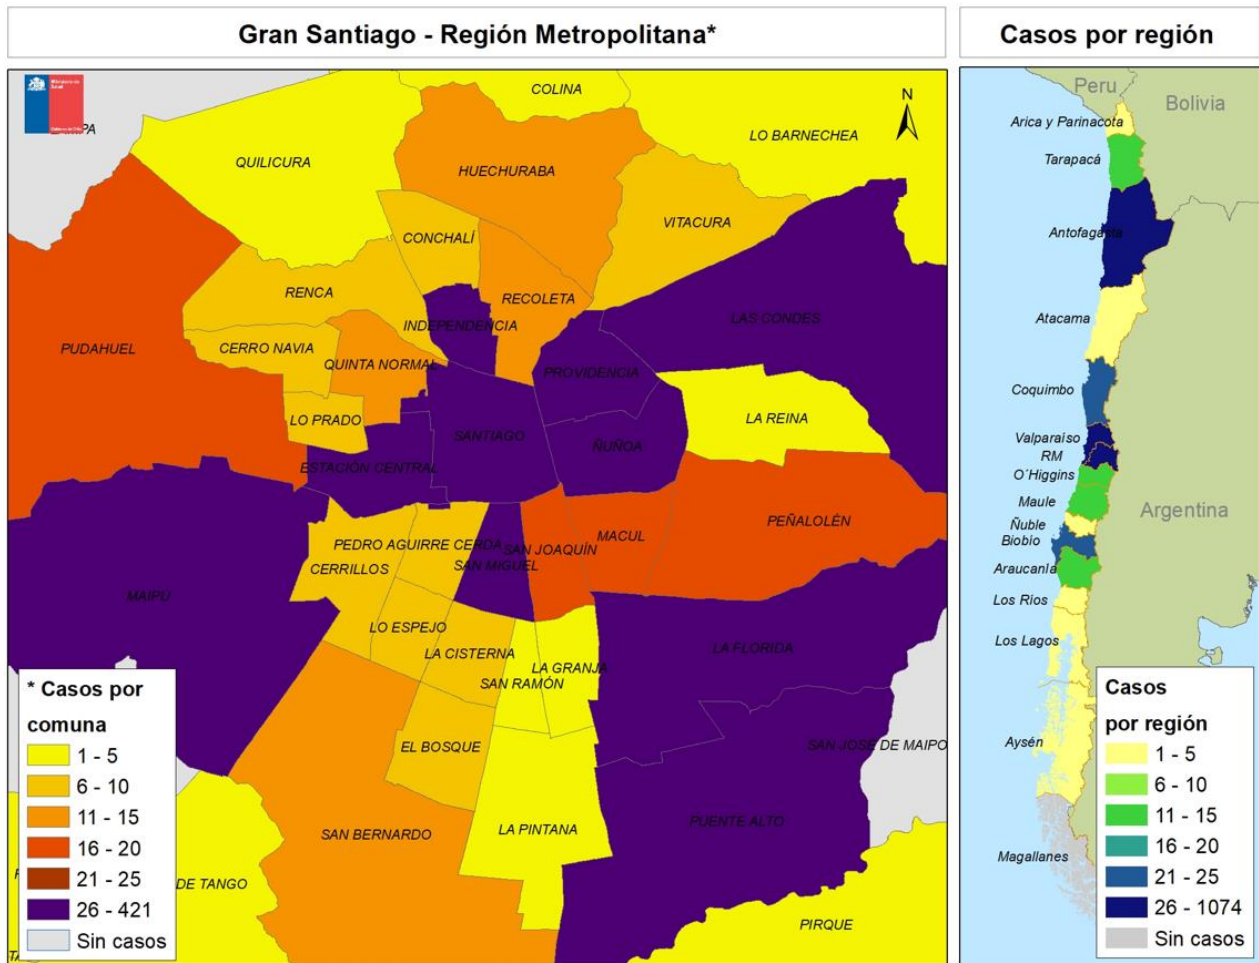 Gran Santiago - Región Metropolitana*
Casos por región
COLINA
N
LO BARNECHEA
QUILICURA
HUECHURABA
VITACURA
CONCHALÍ
RENCA
RECOLETA
INDEPENDENCIA
LAS CONDES
PUDAHUEL
CERRO NAVIA
QUINTA NORMAL
PROVIDENCIA
LO PRADO
LA REINA
SANTIAGO
ÑUÑOA
ESTACIÓN CENTRAL
PEÑALOLÉN
MACUL
PEDRO AGUIRRE CERDA
SAN JOAQUÍN
SAN MIGUEL
CERRILLOS
MAIPÚ
LO ESPEJO
LA CISTERNA
LA FLORIDA
LA GRANJA
SAN RAMÓN
EL BOSQUE
SAN JOSE DE MAIPO
SAN BERNARDO
LA PINTANA
PUENTE ALTO
DE TANGO
PIRQUE
* Casos por
comuna
1 - 5
6 - 10
11 - 15
16 - 20
21 - 25
26 - 421
Sin casos
Peru
Bolivia
Arica y Parinacota
Tarapacá
Antofagasta
Atacama
Coquimbo
Valparaíso
RM
O´Higgins
Maule
Argentina
Ñuble
Biobío
Araucanía
Los Rios
Los Lagos
Aysén
Magallanes
Casos
por región
1 - 5
6 - 10
11 - 15
16 - 20
21 - 25
26 - 1074
Sin casos